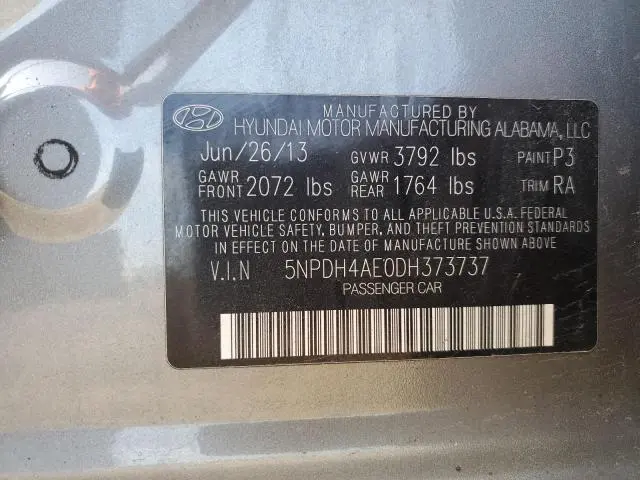 MANUFACTURED BY
HYUNDAI MOTOR MANUFACTURING ALABAMA, LLC
Jun/26/13 GVWR 3792 lbs PAINT P3
GAWR FRONT 2072 lbs GAWR REAR 1764 lbs TRIM RA
THIS VEHICLE CONFORMS TO ALL APPLICABLE U.S.A. FEDERAL
MOTOR VEHICLE SAFETY, BUMPER, AND THEFT PREVENTION STANDARDS
IN EFFECT ON THE DATE OF MANUFACTURE SHOWN ABOVE
V.I.N 5NPDH4AE0DH373737
PASSENGER CAR